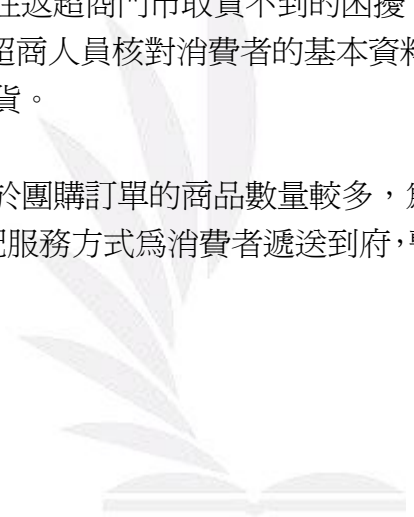 往返超商門市取貨不到的困擾
超商人員核對消費者的基本資料
貨。
於團購訂單的商品數量較多，
配服務方式為消費者遞送到府，